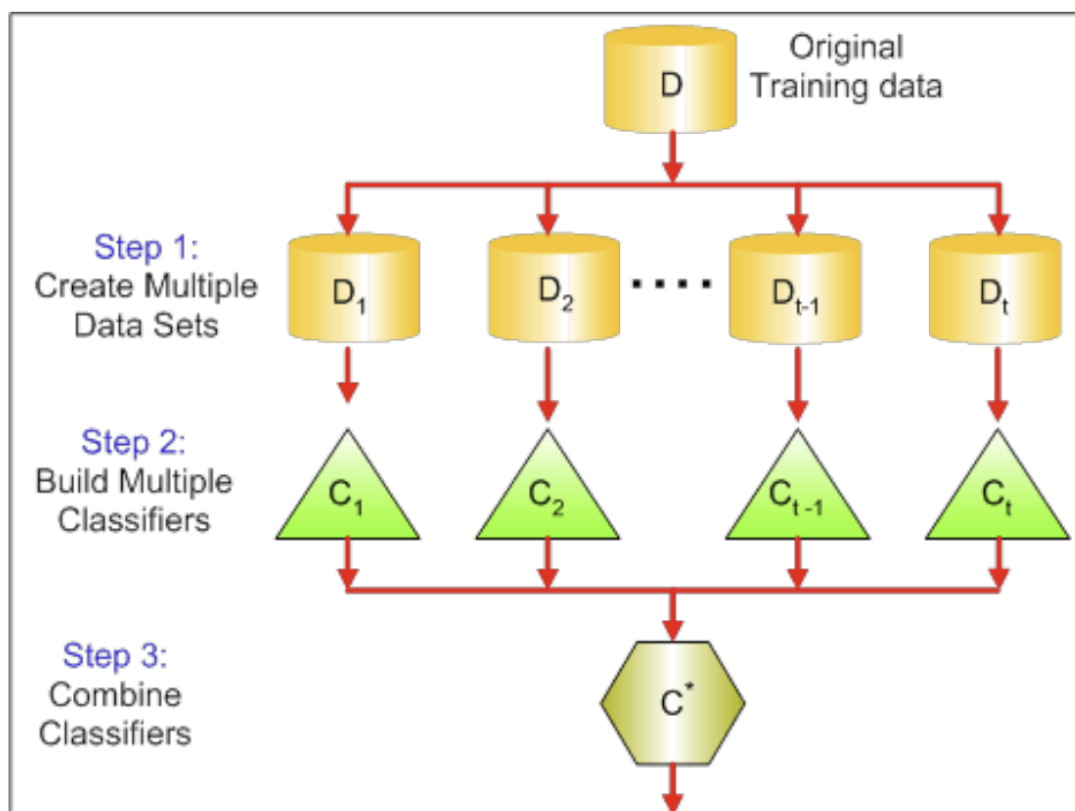 D
Original
Training data
Step 1:
Create Multiple
Data Sets
D₁
D₂
....
Dₜ₋₁
Dₜ
Step 2:
Build Multiple
Classifiers
C₁
C₂
Cₜ₋₁
Cₜ
Step 3:
Combine
Classifiers
C*